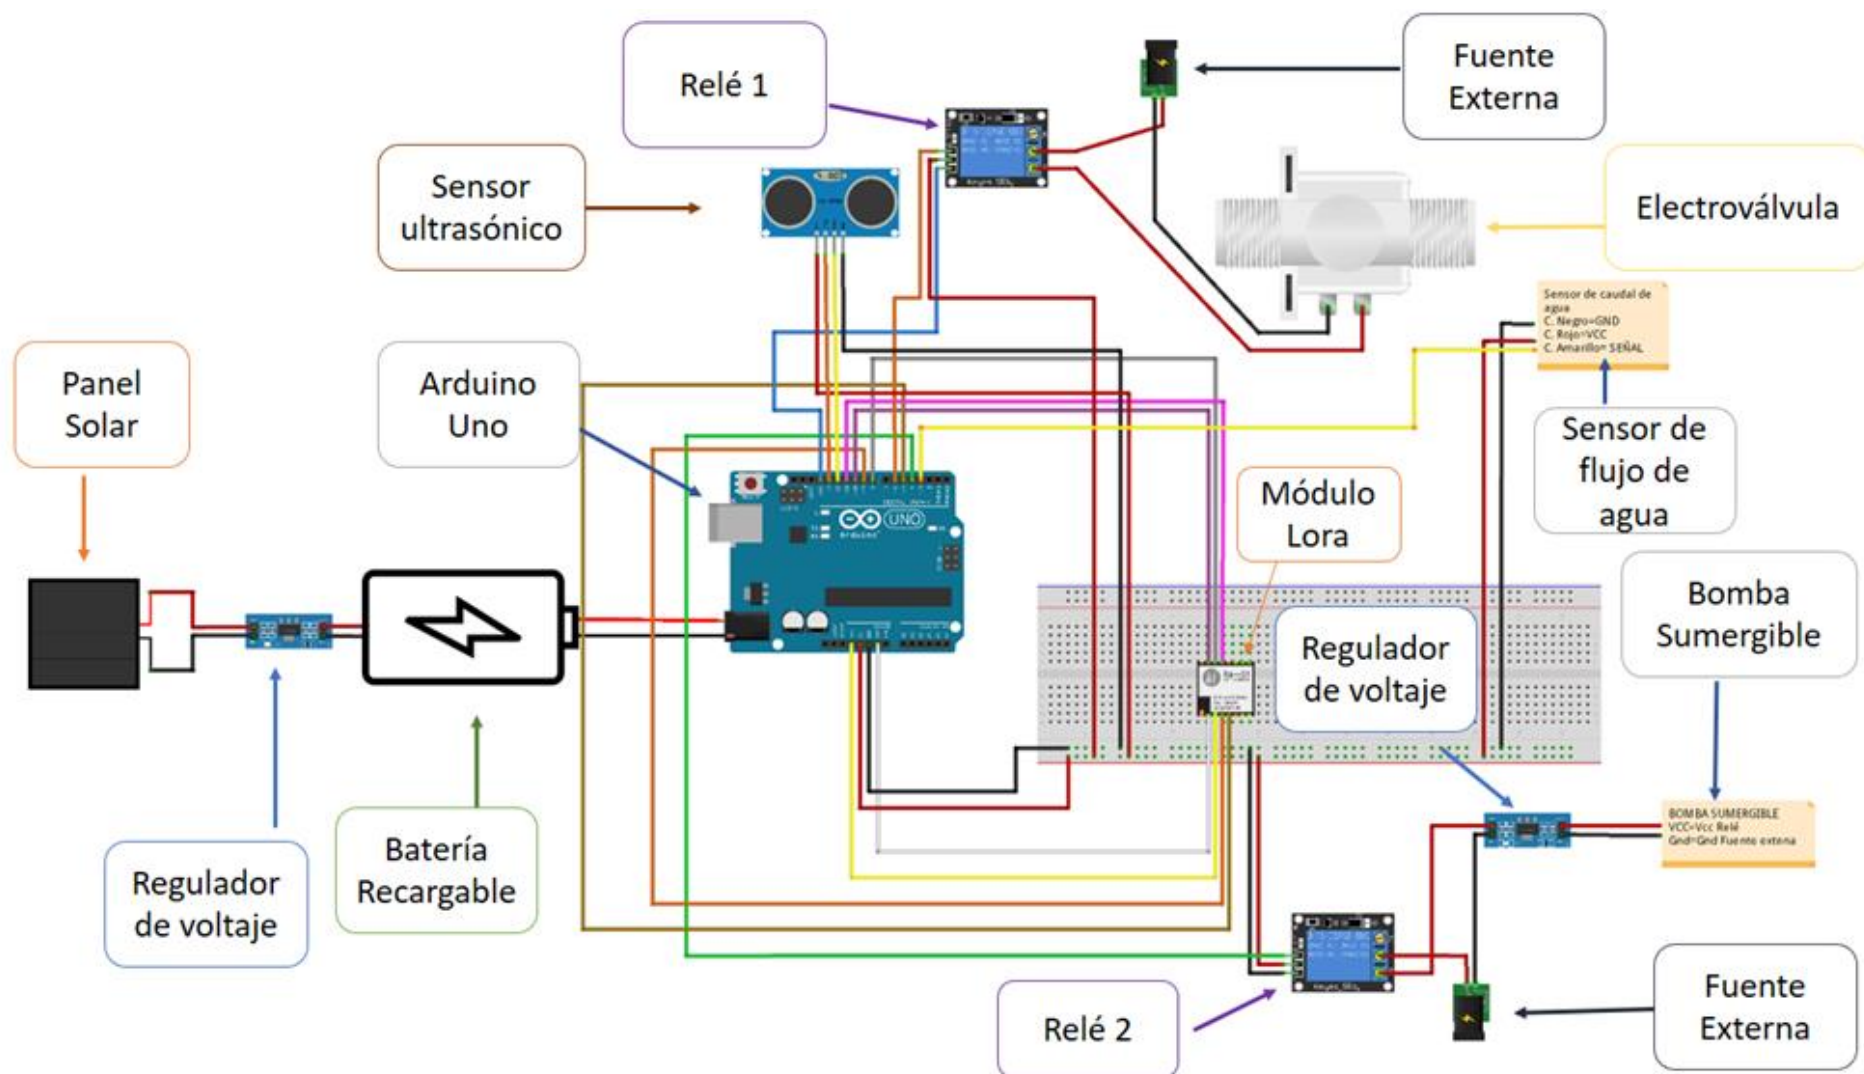 Relé 1
Fuente
Externa
Sensor
ultrasónico
Electroválvula
Sensor de caudal de
agua
C. Negro=GND
C. Rojo=VCC
C. Amarillo= SEÑAL
Panel
Solar
Arduino
Uno
Sensor de
flujo de
agua
UNO
Arduino
Módulo
Lora
Bomba
Sumergible
Regulador
de voltaje
BOMBA SUMERGIBLE
VCC=Vcc Relé
Gnd=Gnd Fuente extena
Batería
Recargable
Regulador
de voltaje
Relé 2
Fuente
Externa